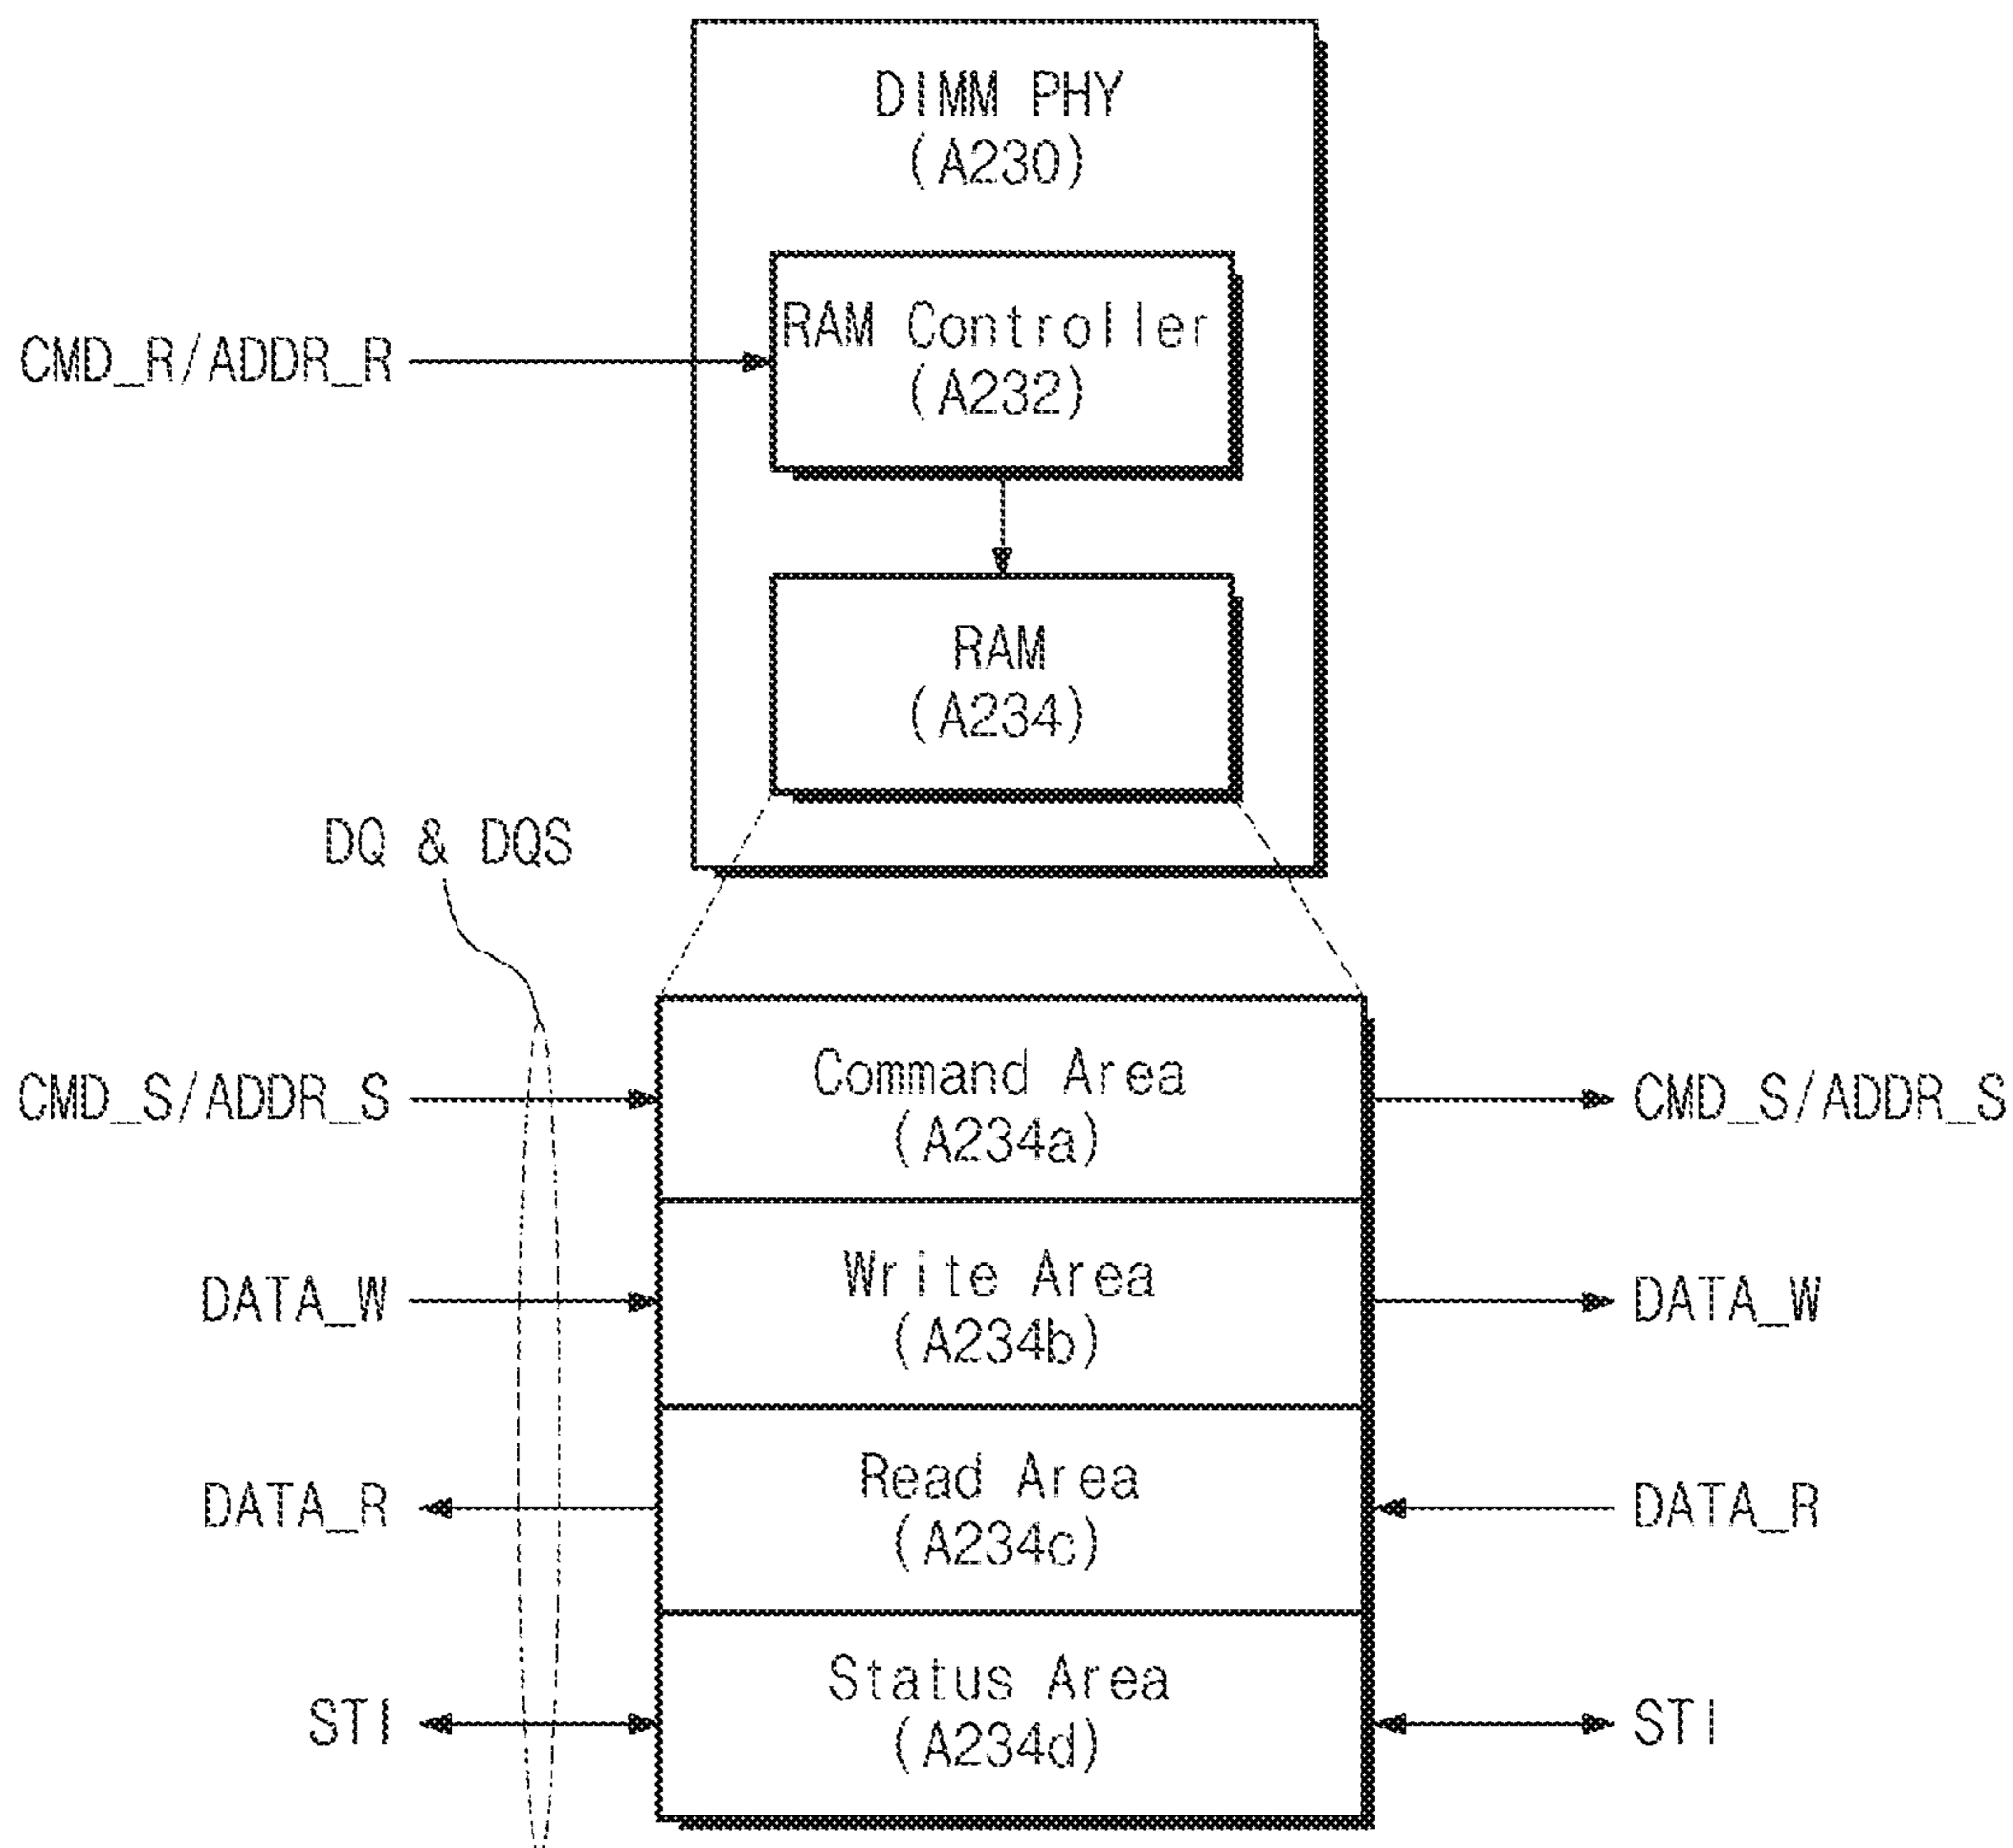 DIMM PHY
(A230)
CMD_R/ADDR_R
RAM Controller
(A232)
RAM
(A234)
DQ & DQS
CMD_S/ADDR_S
Command Area
(A234a)
CMD_S/ADDR_S
DATA_W
Write Area
(A234b)
DATA_W
DATA_R
Read Area
(A234c)
DATA_R
STI
Status Area
(A234d)
STI